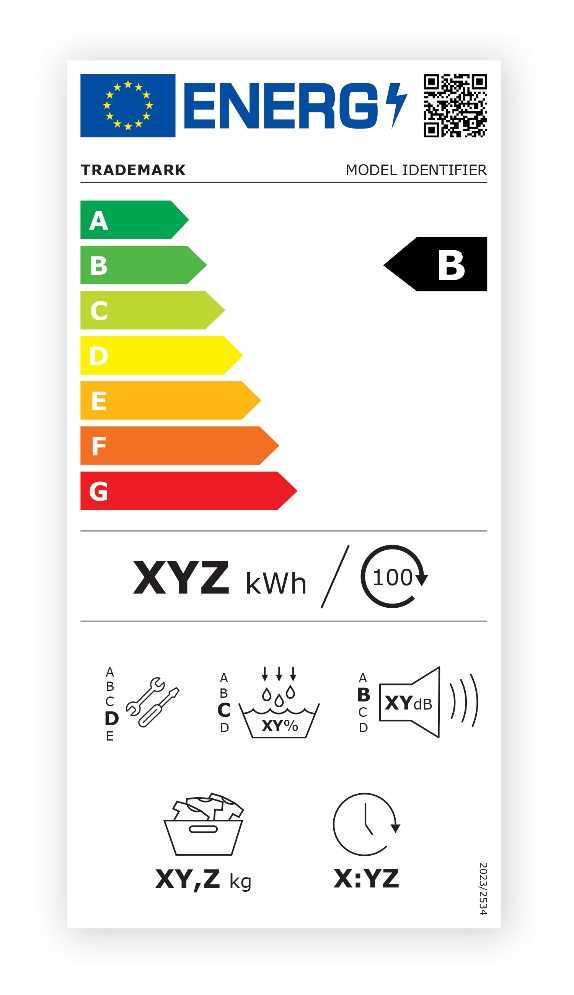 ENERG
TRADEMARK MODEL IDENTIFIER
A
B B
C
D
E
F
G
XYZ kWh / 100
A
B
C
D
E
A
B
C
D
XY%
A
B
C
D
XYdB
XY,Z kg
X:YZ
2023/2534